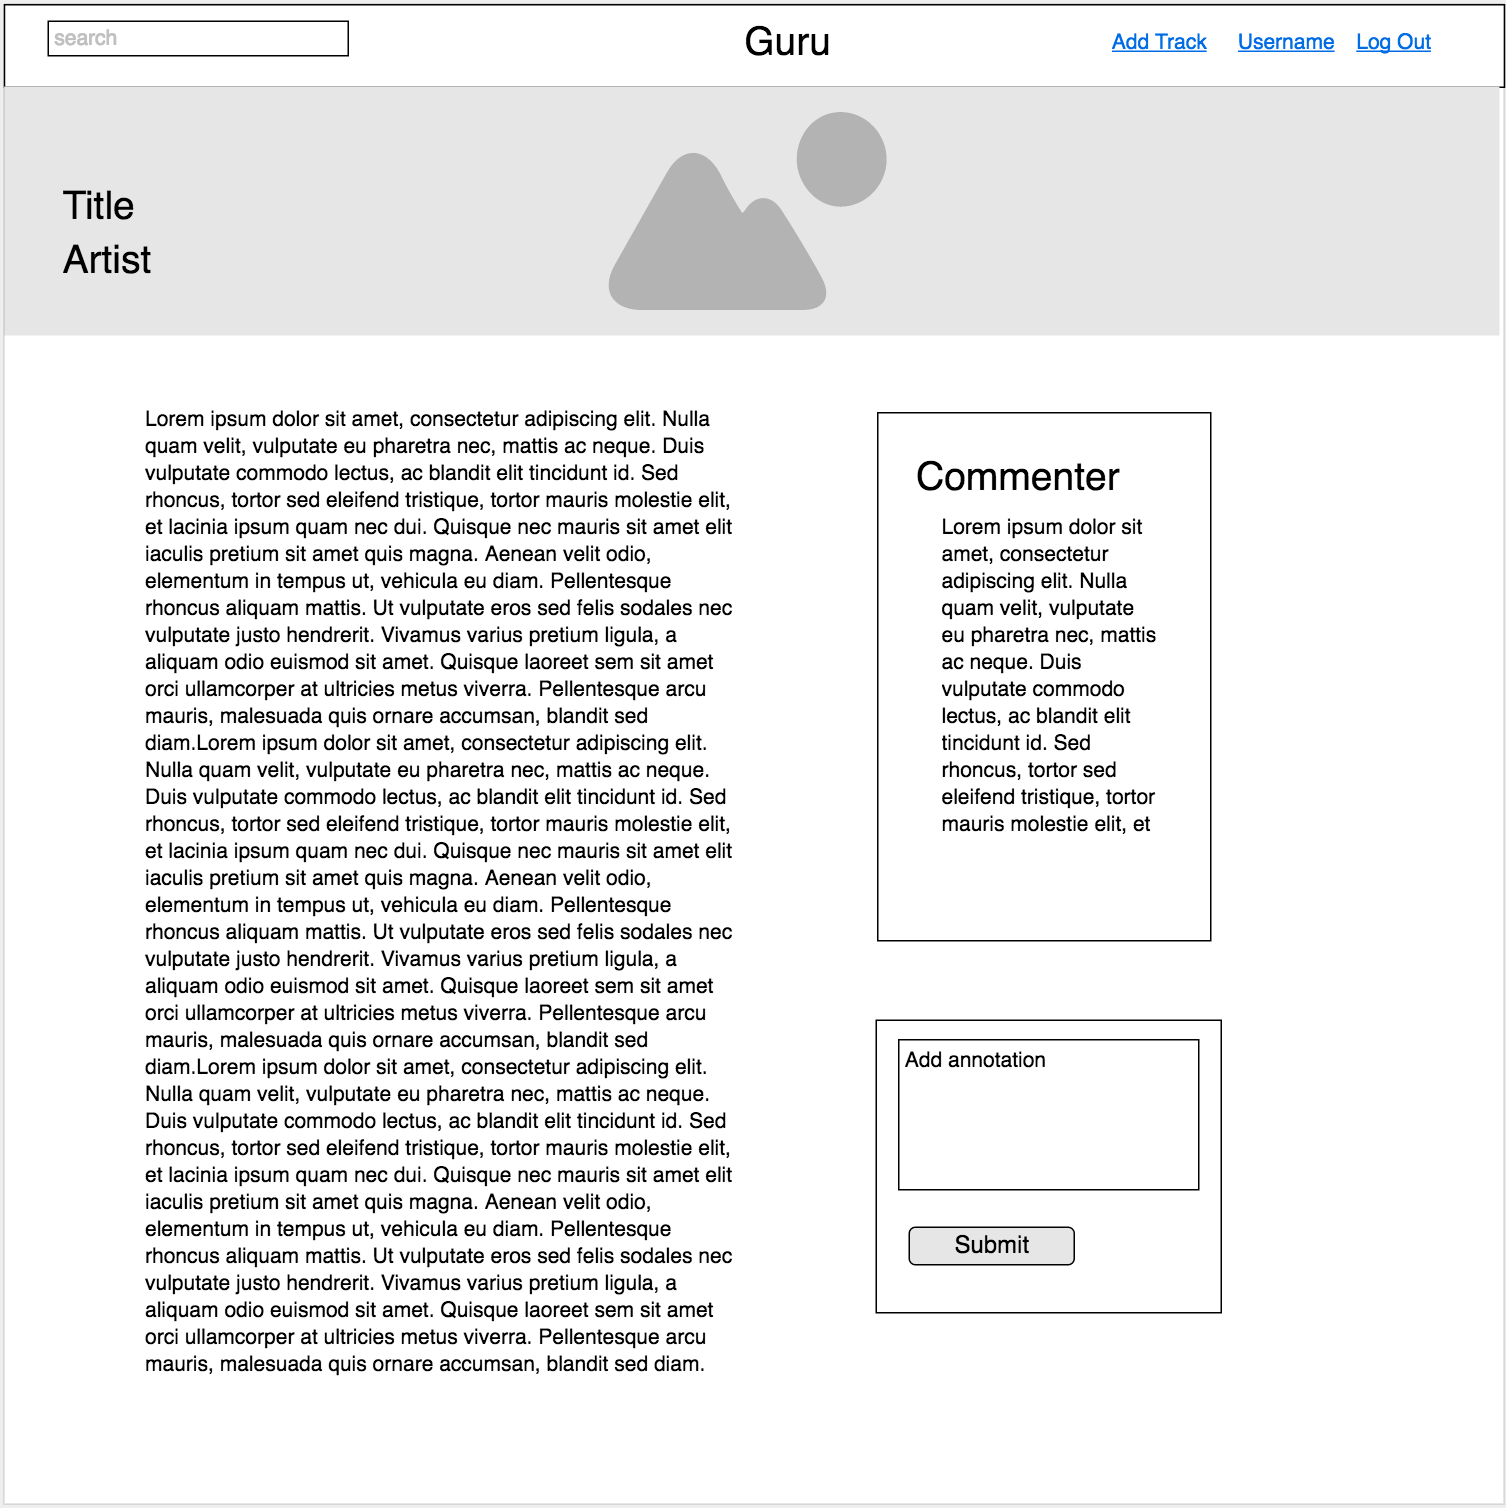 search
Guru
Add Track
Username
Log Out
Title
Artist
Lorem ipsum dolor sit amet, consectetur adipiscing elit. Nulla
quam velit, vulputate eu pharetra nec, mattis ac neque. Duis
vulputate commodo lectus, ac blandit elit tincidunt id. Sed
rhoncus, tortor sed eleifend tristique, tortor mauris molestie elit,
et lacinia ipsum quam nec dui. Quisque nec mauris sit amet elit
iaculis pretium sit amet quis magna. Aenean velit odio,
elementum in tempus ut, vehicula eu diam. Pellentesque
rhoncus aliquam mattis. Ut vulputate eros sed felis sodales nec
vulputate justo hendrerit. Vivamus varius pretium ligula, a
aliquam odio euismod sit amet. Quisque laoreet sem sit amet
orci ullamcorper at ultricies metus viverra. Pellentesque arcu
mauris, malesuada quis ornare accumsan, blandit sed
diam.Lorem ipsum dolor sit amet, consectetur adipiscing elit.
Nulla quam velit, vulputate eu pharetra nec, mattis ac neque.
Duis vulputate commodo lectus, ac blandit elit tincidunt id. Sed
rhoncus, tortor sed eleifend tristique, tortor mauris molestie elit,
et lacinia ipsum quam nec dui. Quisque nec mauris sit amet elit
iaculis pretium sit amet quis magna. Aenean velit odio,
elementum in tempus ut, vehicula eu diam. Pellentesque
rhoncus aliquam mattis. Ut vulputate eros sed felis sodales nec
vulputate justo hendrerit. Vivamus varius pretium ligula, a
aliquam odio euismod sit amet. Quisque laoreet sem sit amet
orci ullamcorper at ultricies metus viverra. Pellentesque arcu
mauris, malesuada quis ornare accumsan, blandit sed
diam.Lorem ipsum dolor sit amet, consectetur adipiscing elit.
Nulla quam velit, vulputate eu pharetra nec, mattis ac neque.
Duis vulputate commodo lectus, ac blandit elit tincidunt id. Sed
rhoncus, tortor sed eleifend tristique, tortor mauris molestie elit,
et lacinia ipsum quam nec dui. Quisque nec mauris sit amet elit
iaculis pretium sit amet quis magna. Aenean velit odio,
elementum in tempus ut, vehicula eu diam. Pellentesque
rhoncus aliquam mattis. Ut vulputate eros sed felis sodales nec
vulputate justo hendrerit. Vivamus varius pretium ligula, a
aliquam odio euismod sit amet. Quisque laoreet sem sit amet
orci ullamcorper at ultricies metus viverra. Pellentesque arcu
mauris, malesuada quis ornare accumsan, blandit sed diam.
Commenter
Lorem ipsum dolor sit
amet, consectetur
adipiscing elit. Nulla
quam velit, vulputate
eu pharetra nec, mattis
ac neque. Duis
vulputate commodo
lectus, ac blandit elit
tincidunt id. Sed
rhoncus, tortor sed
eleifend tristique, tortor
mauris molestie elit, et
Add annotation
Submit